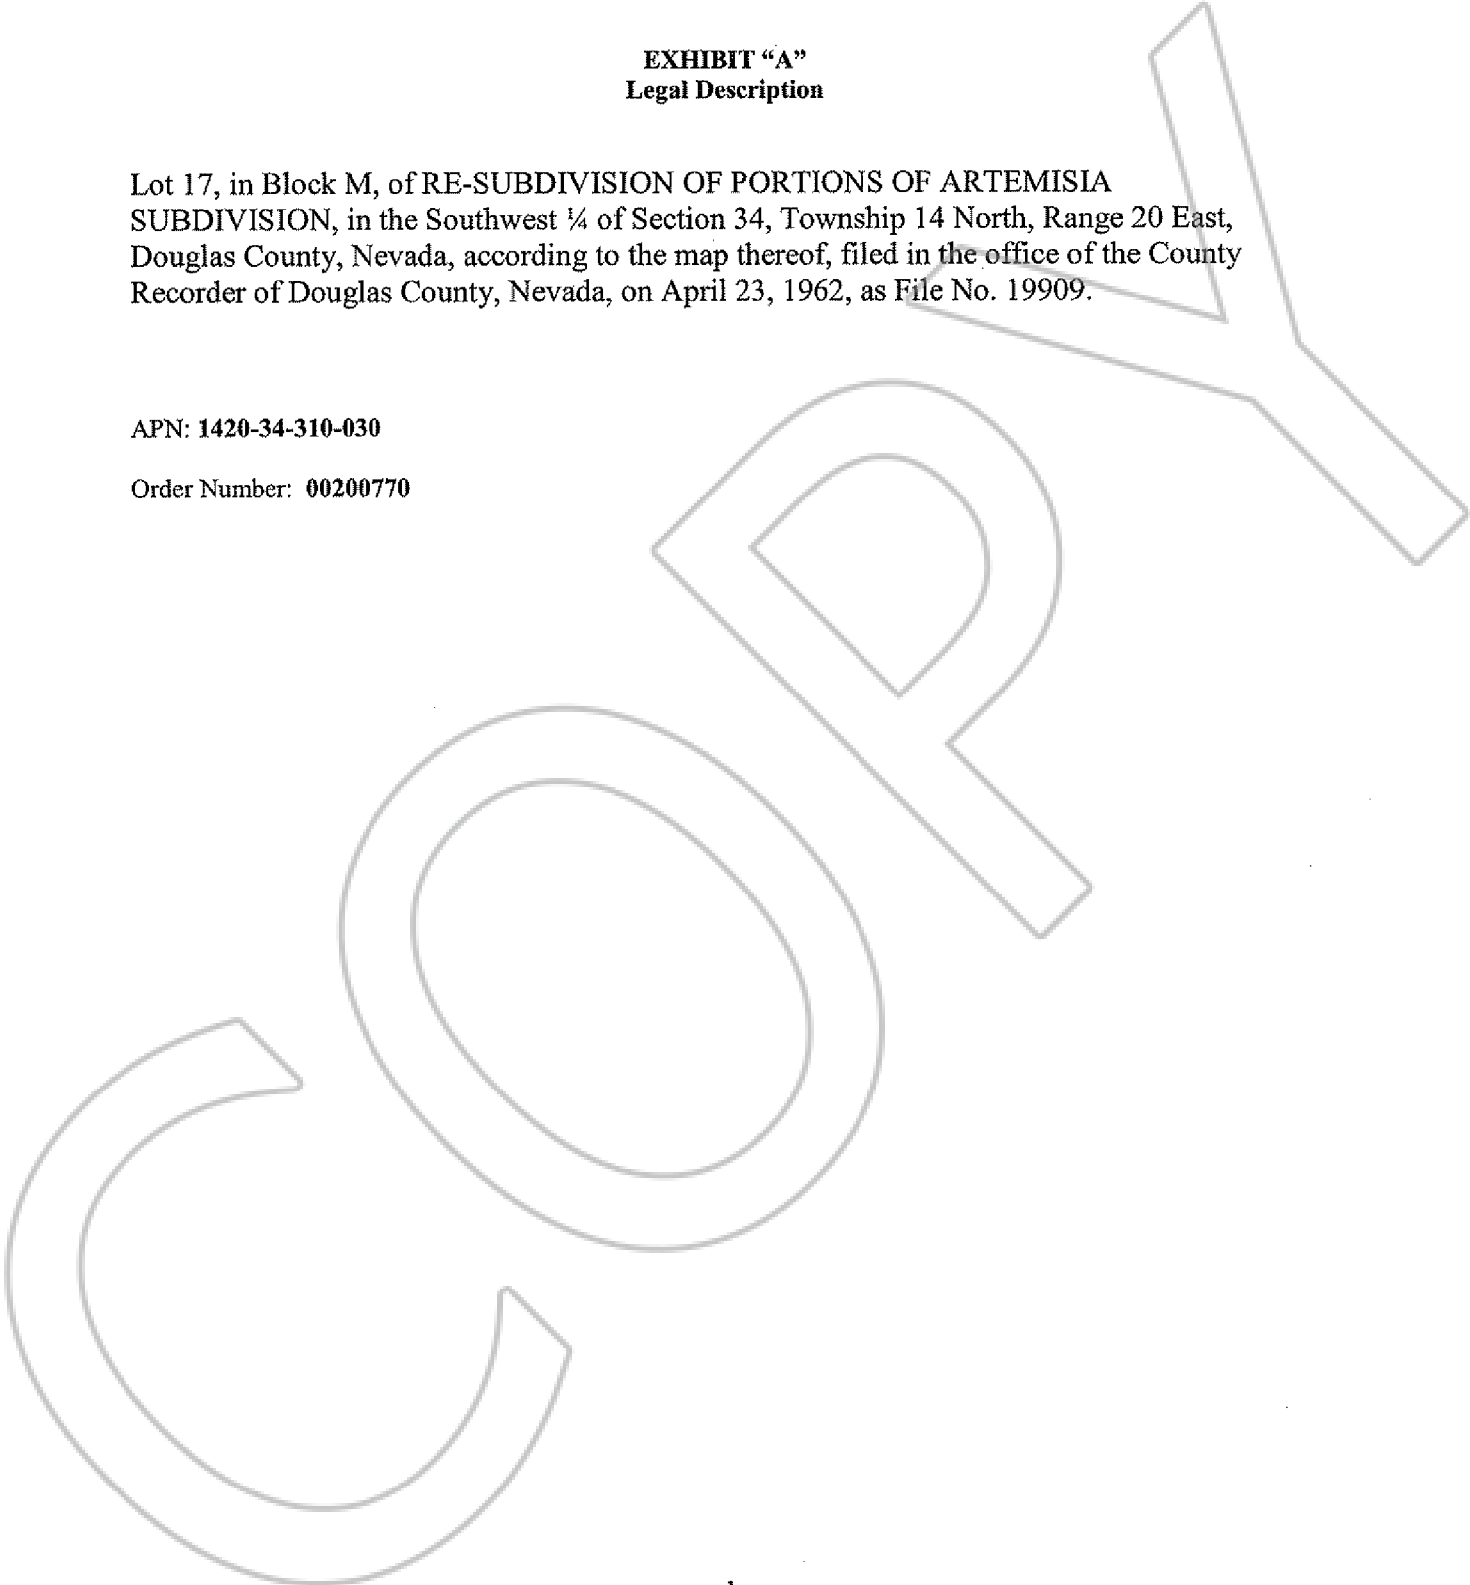 EXHIBIT “A”
Legal Description
Lot 17, in Block M, of RE-SUBDIVISION OF PORTIONS OF ARTEMISIA
SUBDIVISION, in the Southwest ¼ of Section 34, Township 14 North, Range 20 East,
Douglas County, Nevada, according to the map thereof, filed in the office of the County
Recorder of Douglas County, Nevada, on April 23, 1962, as File No. 19909.
APN: 1420-34-310-030
Order Number: 00200770
COPY